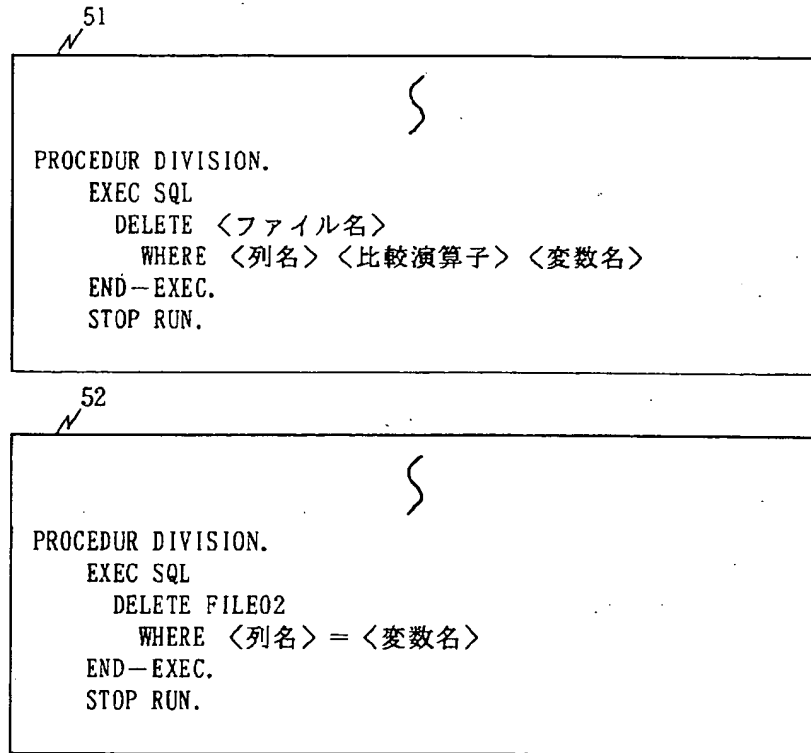 51
PROCEDUR DIVISION.
EXEC SQL
DELETE 〈ファイル名〉
WHERE 〈列名〉〈比較演算子〉〈変数名〉
END-EXEC.
STOP RUN.
52
PROCEDUR DIVISION.
EXEC SQL
DELETE FILE02
WHERE 〈列名〉=〈変数名〉
END-EXEC.
STOP RUN.